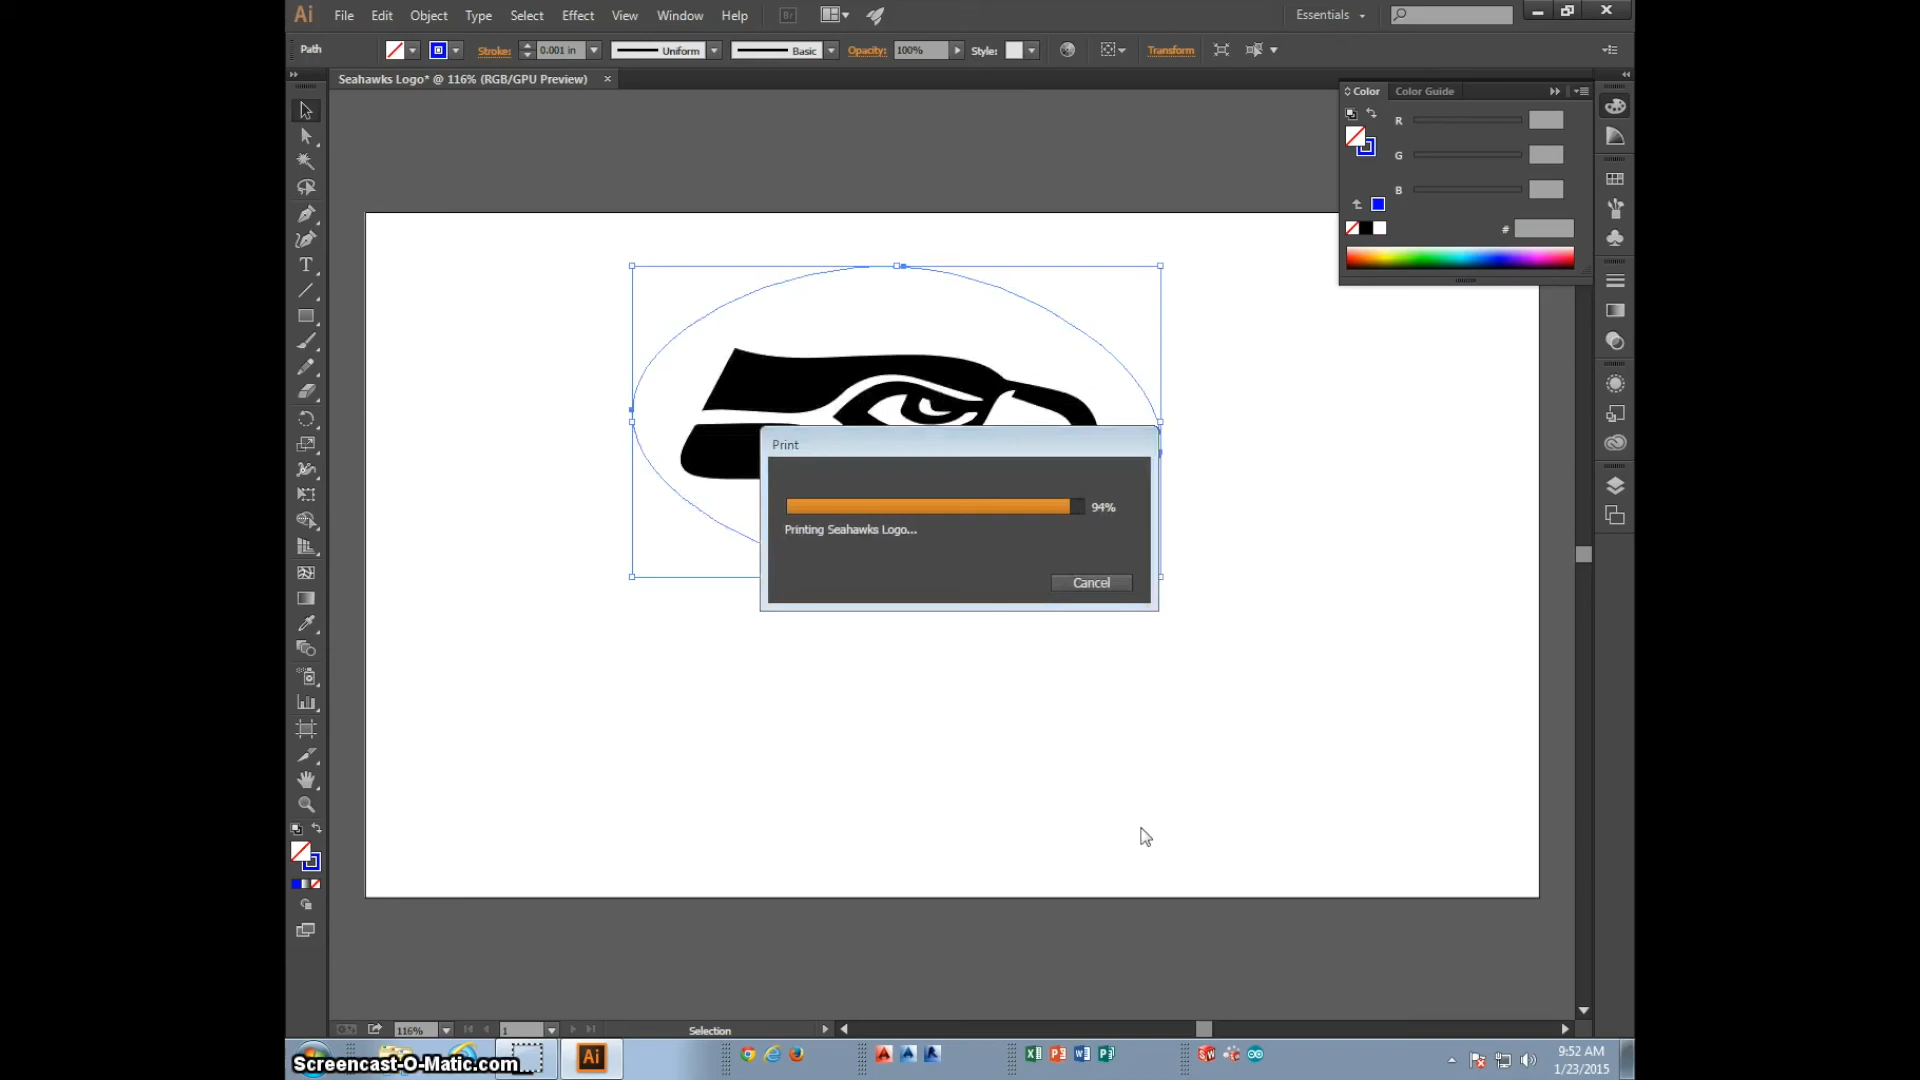 Ai File Edit Object Type Select Effect View Window Help Br Essentials
Path Stroke: 0.001 in Uniform Basic Opacity: 100% Style: Transform
Seahawks Logo* @ 116% (RGB/GPU Preview) ×
Color Color Guide
R
G
B
#
Print
94%
Printing Seahawks Logo...
Cancel
116% 1 Selection
Screencast-O-Matic.com
Ai
9:52 AM
1/23/2015